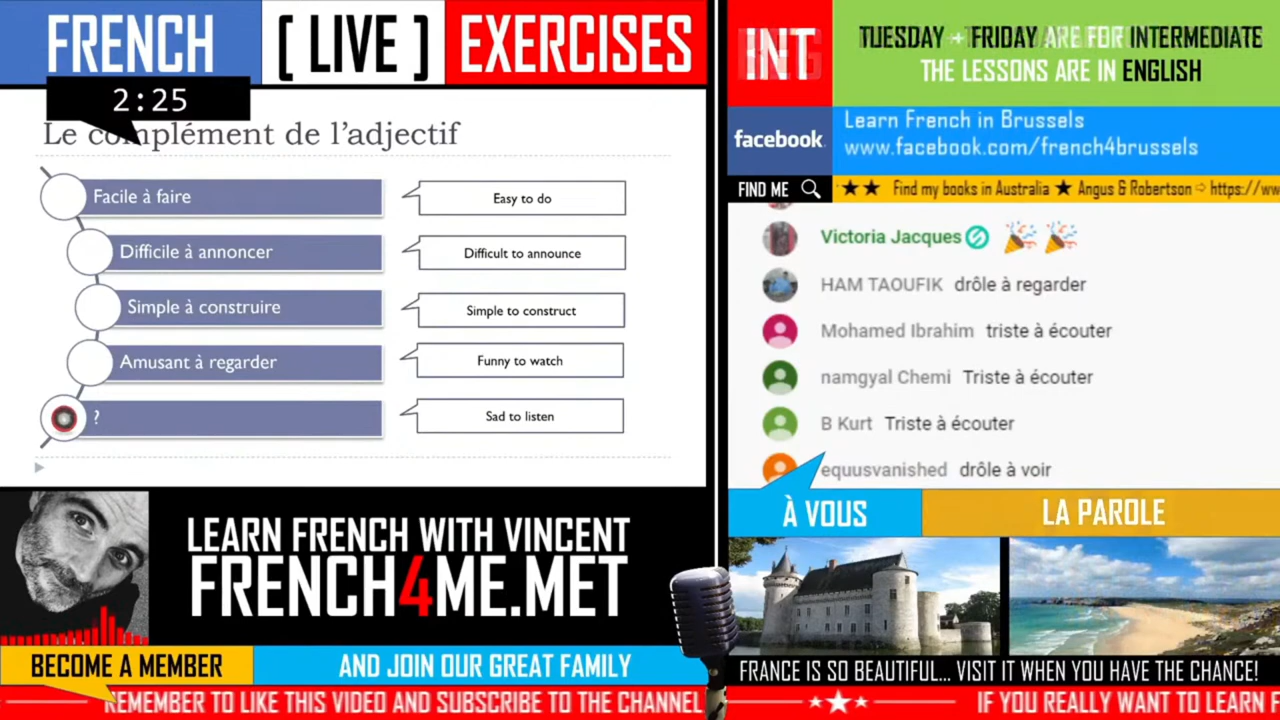 FRENCH [ LIVE ] EXERCISES
2:25
Le complément de l'adjectif
Facile à faire
Easy to do
Difficile à annoncer
Difficult to announce
Simple à construire
Simple to construct
Amusant à regarder
Funny to watch
?
Sad to listen
LEARN FRENCH WITH VINCENT
FRENCH4ME.MET
BECOME A MEMBER
AND JOIN OUR GREAT FAMILY
REMEMBER TO LIKE THIS VIDEO AND SUBSCRIBE TO THE CHANNEL
INT
TUESDAY + FRIDAY ARE FOR INTERMEDIATE
THE LESSONS ARE IN ENGLISH
facebook.
Learn French in Brussels
www.facebook.com/french4brussels
FIND ME
★★ Find my books in Australia ★ Angus & Robertson ⇨ https://ww
Victoria Jacques
HAM TAOUFIK drôle à regarder
Mohamed Ibrahim triste à écouter
namgyal Chemi Triste à écouter
B Kurt Triste à écouter
equusvanished drôle à voir
À VOUS
LA PAROLE
FRANCE IS SO BEAUTIFUL... VISIT IT WHEN YOU HAVE THE CHANCE!
IF YOU REALLY WANT TO LEARN F